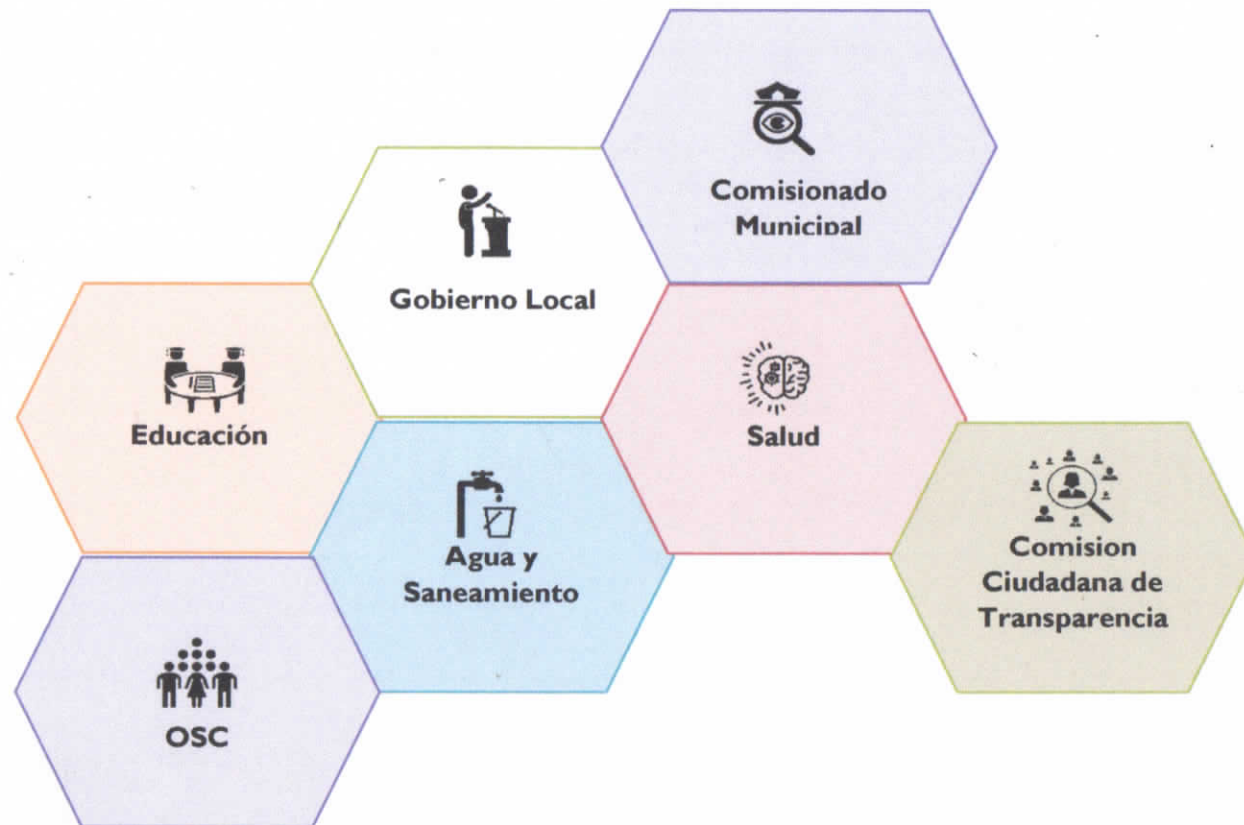 Comisionado
Municipal
Gobierno Local
Educación
Salud
Agua y
Saneamiento
Comision
Ciudadana de
Transparencia
OSC